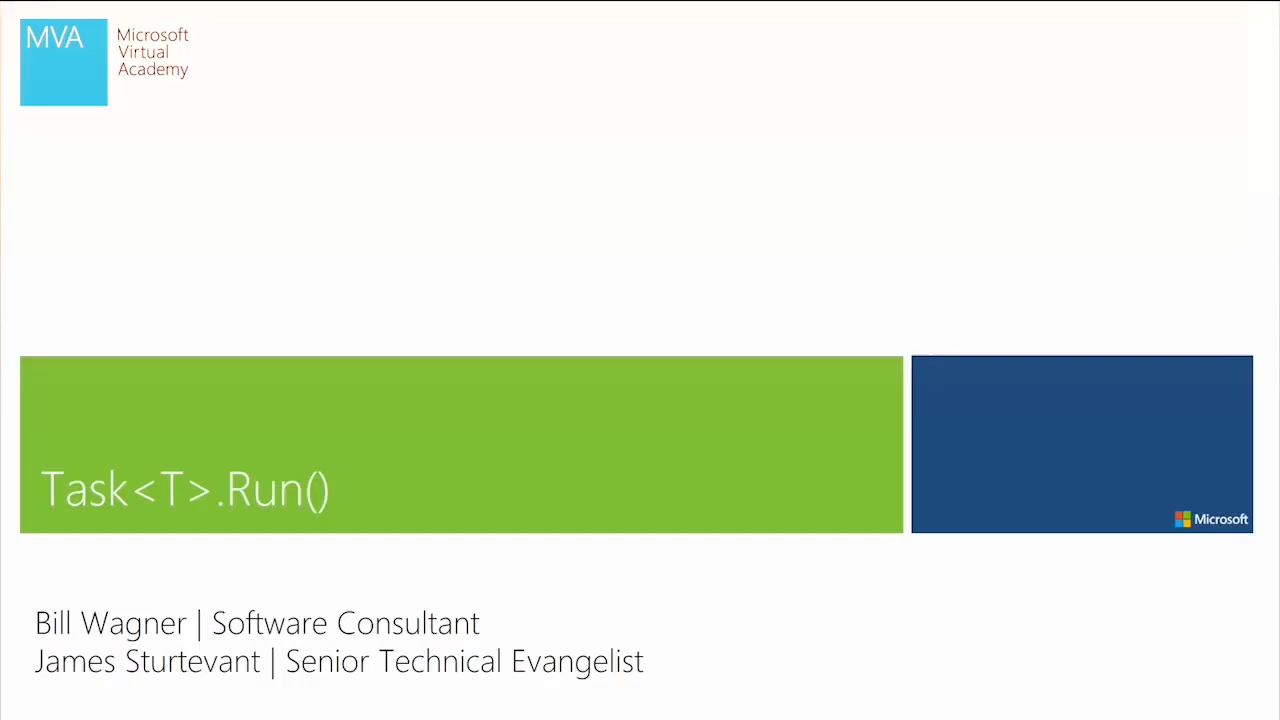 MVA
Microsoft
Virtual
Academy
Task<T>.Run()
Microsoft
Bill Wagner | Software Consultant
James Sturtevant | Senior Technical Evangelist